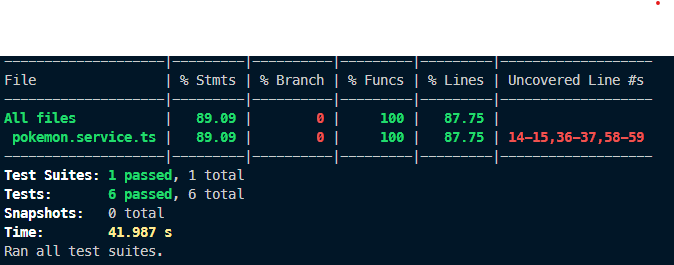 File | % Stmts | % Branch | % Funcs | % Lines | Uncovered Line #s
All files | 89.09 | 0 | 100 | 87.75 |
pokemon.service.ts | 89.09 | 0 | 100 | 87.75 | 14-15,36-37,58-59
Test Suites: 1 passed, 1 total
Tests: 6 passed, 6 total
Snapshots: 0 total
Time: 41.987 s
Ran all test suites.